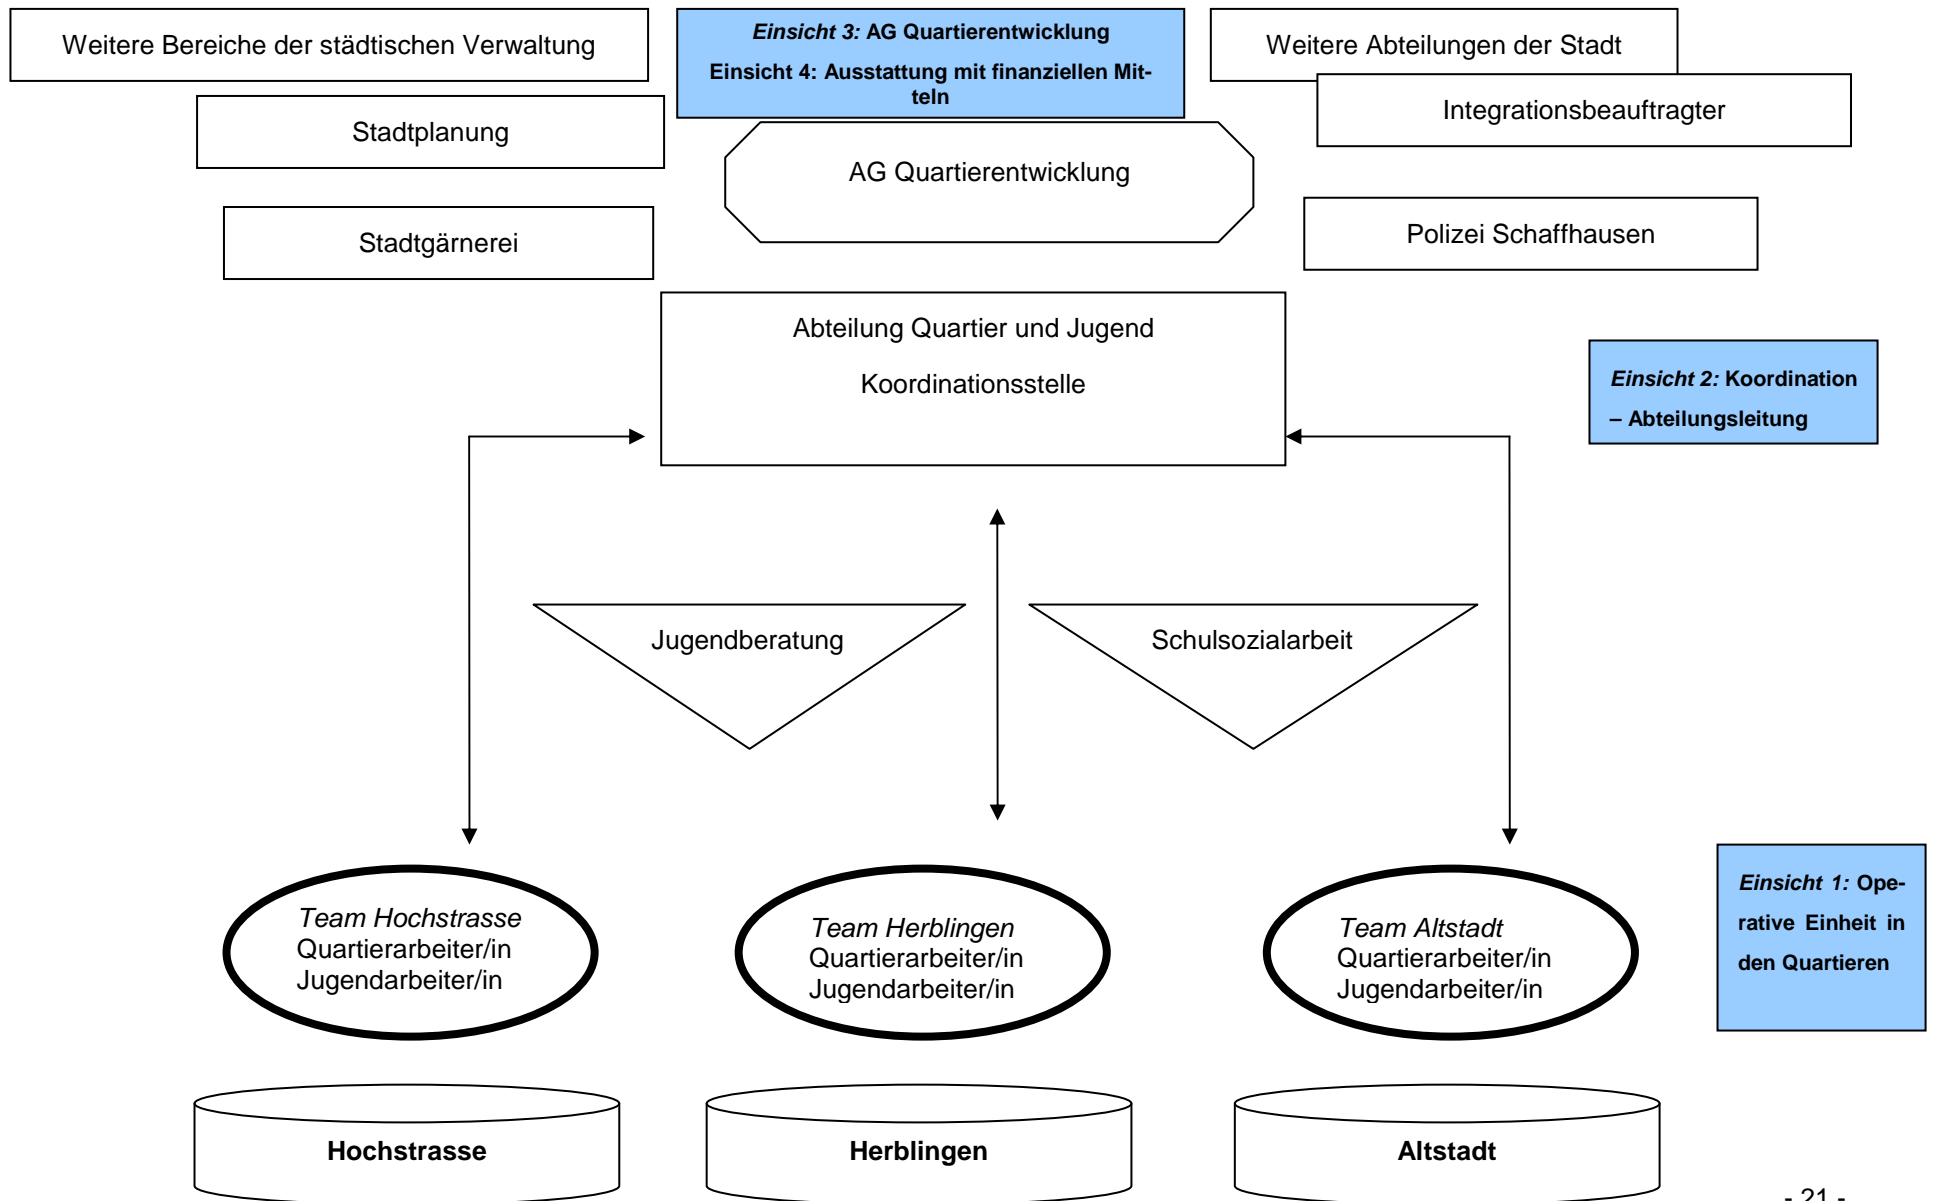 Weitere Bereiche der städtischen Verwaltung
Einsicht 3: AG Quartierentwicklung
Einsicht 4: Ausstattung mit finanziellen Mit-
teln
Weitere Abteilungen der Stadt
Integrationsbeauftragter
Stadtplanung
AG Quartierentwicklung
Stadtgärnerei
Polizei Schaffhausen
Abteilung Quartier und Jugend
Koordinationsstelle
Einsicht 2: Koordination
– Abteilungsleitung
Jugendberatung
Schulsozialarbeit
Team Hochstrasse
Quartierarbeiter/in
Jugendarbeiter/in
Team Herblingen
Quartierarbeiter/in
Jugendarbeiter/in
Team Altstadt
Quartierarbeiter/in
Jugendarbeiter/in
Einsicht 1: Ope-
rative Einheit in
den Quartieren
Hochstrasse
Herblingen
Altstadt
- 21 -